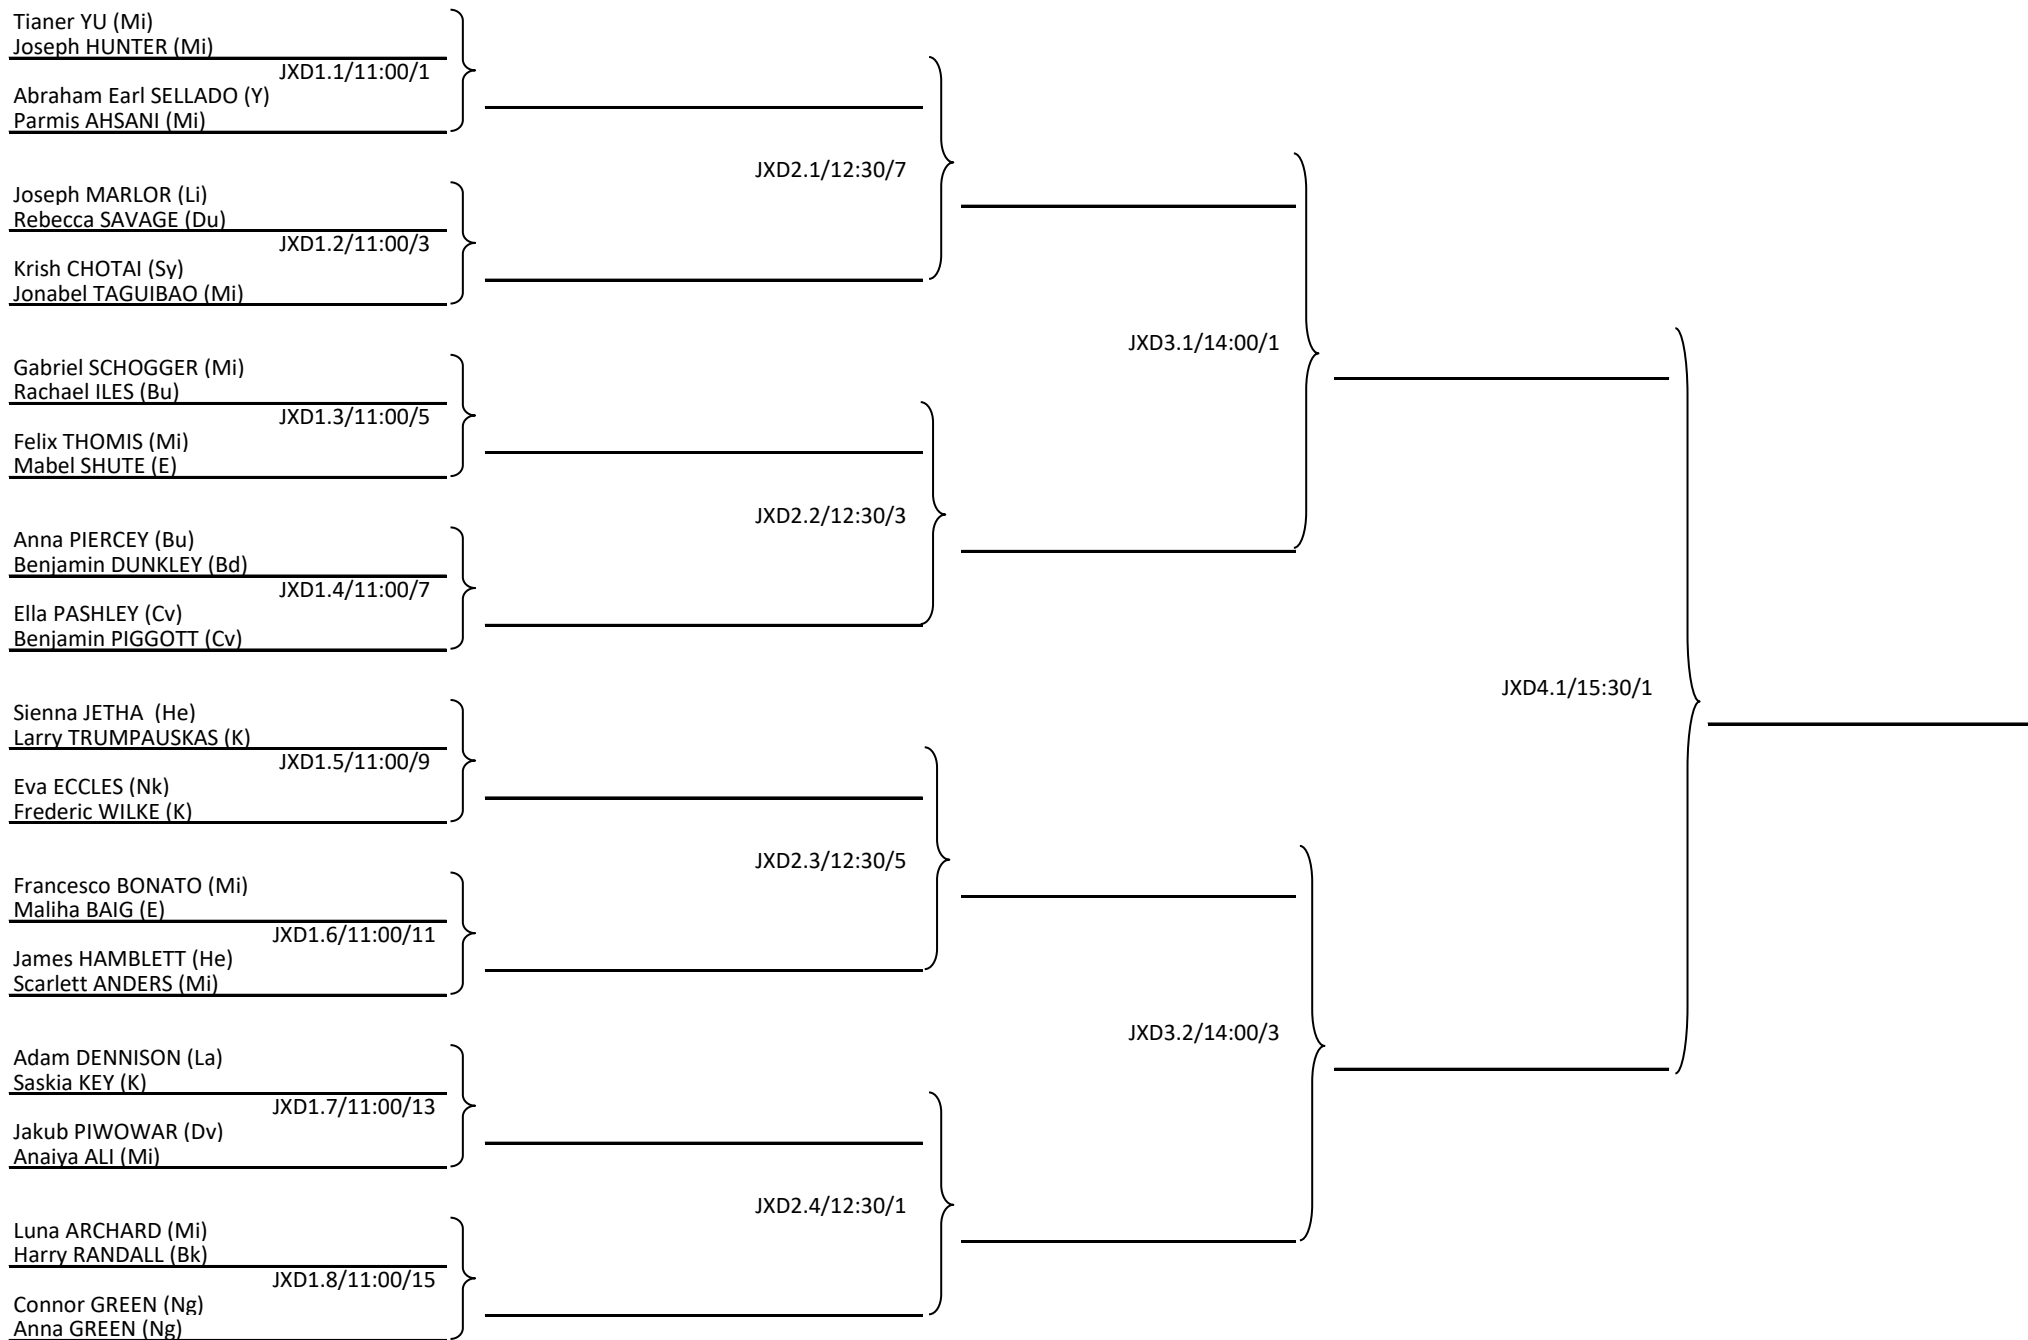 Tianer YU (Mi)
Joseph HUNTER (Mi)
JXD1.1/11:00/1
Abraham Earl SELLADO (Y)
Parmis AHSANI (Mi)
JXD2.1/12:30/7
Joseph MARLOR (Li)
Rebecca SAVAGE (Du)
JXD1.2/11:00/3
Krish CHOTAI (Sy)
Jonabel TAGUIBAO (Mi)
JXD3.1/14:00/1
Gabriel SCHOGGER (Mi)
Rachael ILES (Bu)
JXD1.3/11:00/5
Felix THOMIS (Mi)
Mabel SHUTE (E)
JXD2.2/12:30/3
Anna PIERCEY (Bu)
Benjamin DUNKLEY (Bd)
JXD1.4/11:00/7
Ella PASHLEY (Cv)
Benjamin PIGGOTT (Cv)
JXD4.1/15:30/1
Sienna JETHA  (He)
Larry TRUMPAUSKAS (K)
JXD1.5/11:00/9
Eva ECCLES (Nk)
Frederic WILKE (K)
JXD2.3/12:30/5
Francesco BONATO (Mi)
Maliha BAIG (E)
JXD1.6/11:00/11
James HAMBLETT (He)
Scarlett ANDERS (Mi)
JXD3.2/14:00/3
Adam DENNISON (La)
Saskia KEY (K)
JXD1.7/11:00/13
Jakub PIWOWAR (Dv)
Anaiya ALI (Mi)
JXD2.4/12:30/1
Luna ARCHARD (Mi)
Harry RANDALL (Bk)
JXD1.8/11:00/15
Connor GREEN (Ng)
Anna GREEN (Ng)